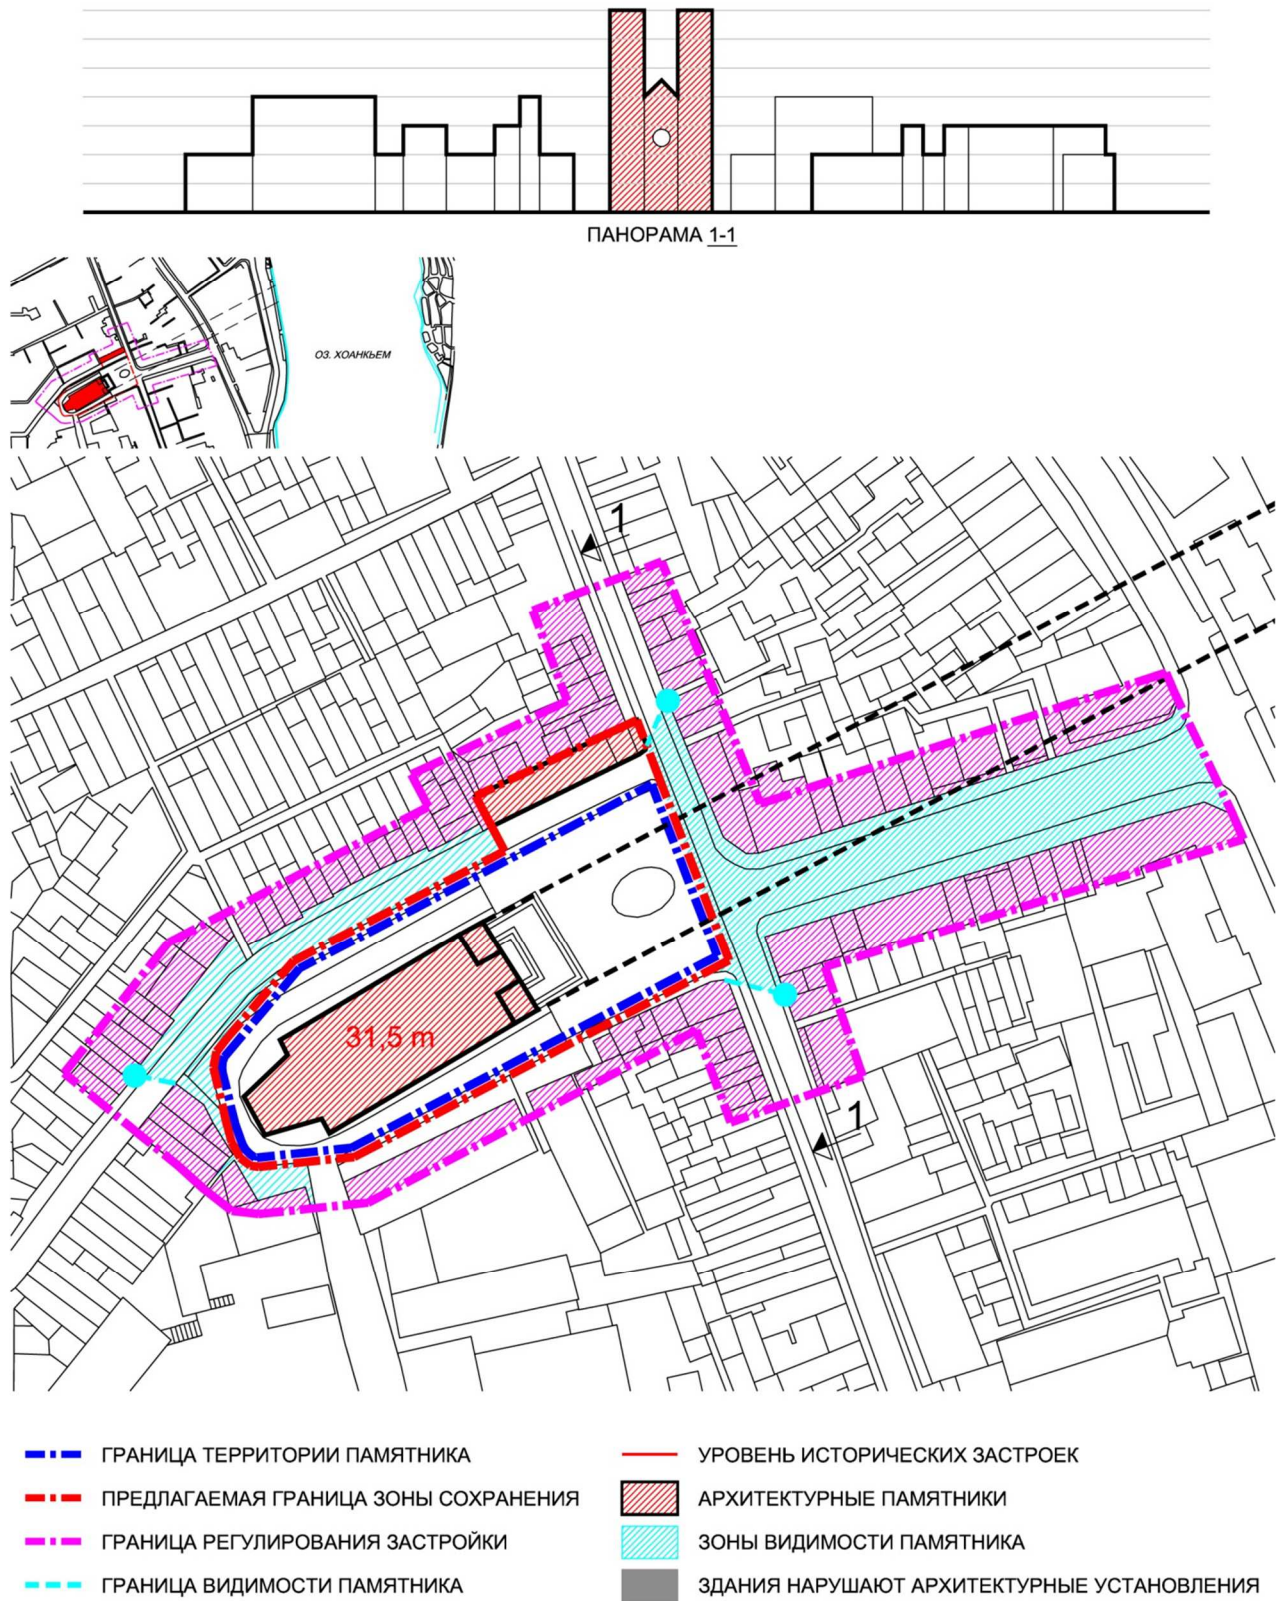 ПАНОРАМА 1-1
ОЗ. ХОАНКЬЕМ
1
31,5 m
1
ГРАНИЦА ТЕРРИТОРИИ ПАМЯТНИКА
ПРЕДЛАГАЕМАЯ ГРАНИЦА ЗОНЫ СОХРАНЕНИЯ
ГРАНИЦА РЕГУЛИРОВАНИЯ ЗАСТРОЙКИ
ГРАНИЦА ВИДИМОСТИ ПАМЯТНИКА
УРОВЕНЬ ИСТОРИЧЕСКИХ ЗАСТРОЕК
АРХИТЕКТУРНЫЕ ПАМЯТНИКИ
ЗОНЫ ВИДИМОСТИ ПАМЯТНИКА
ЗДАНИЯ НАРУШАЮТ АРХИТЕКТУРНЫЕ УСТАНОВЛЕНИЯ